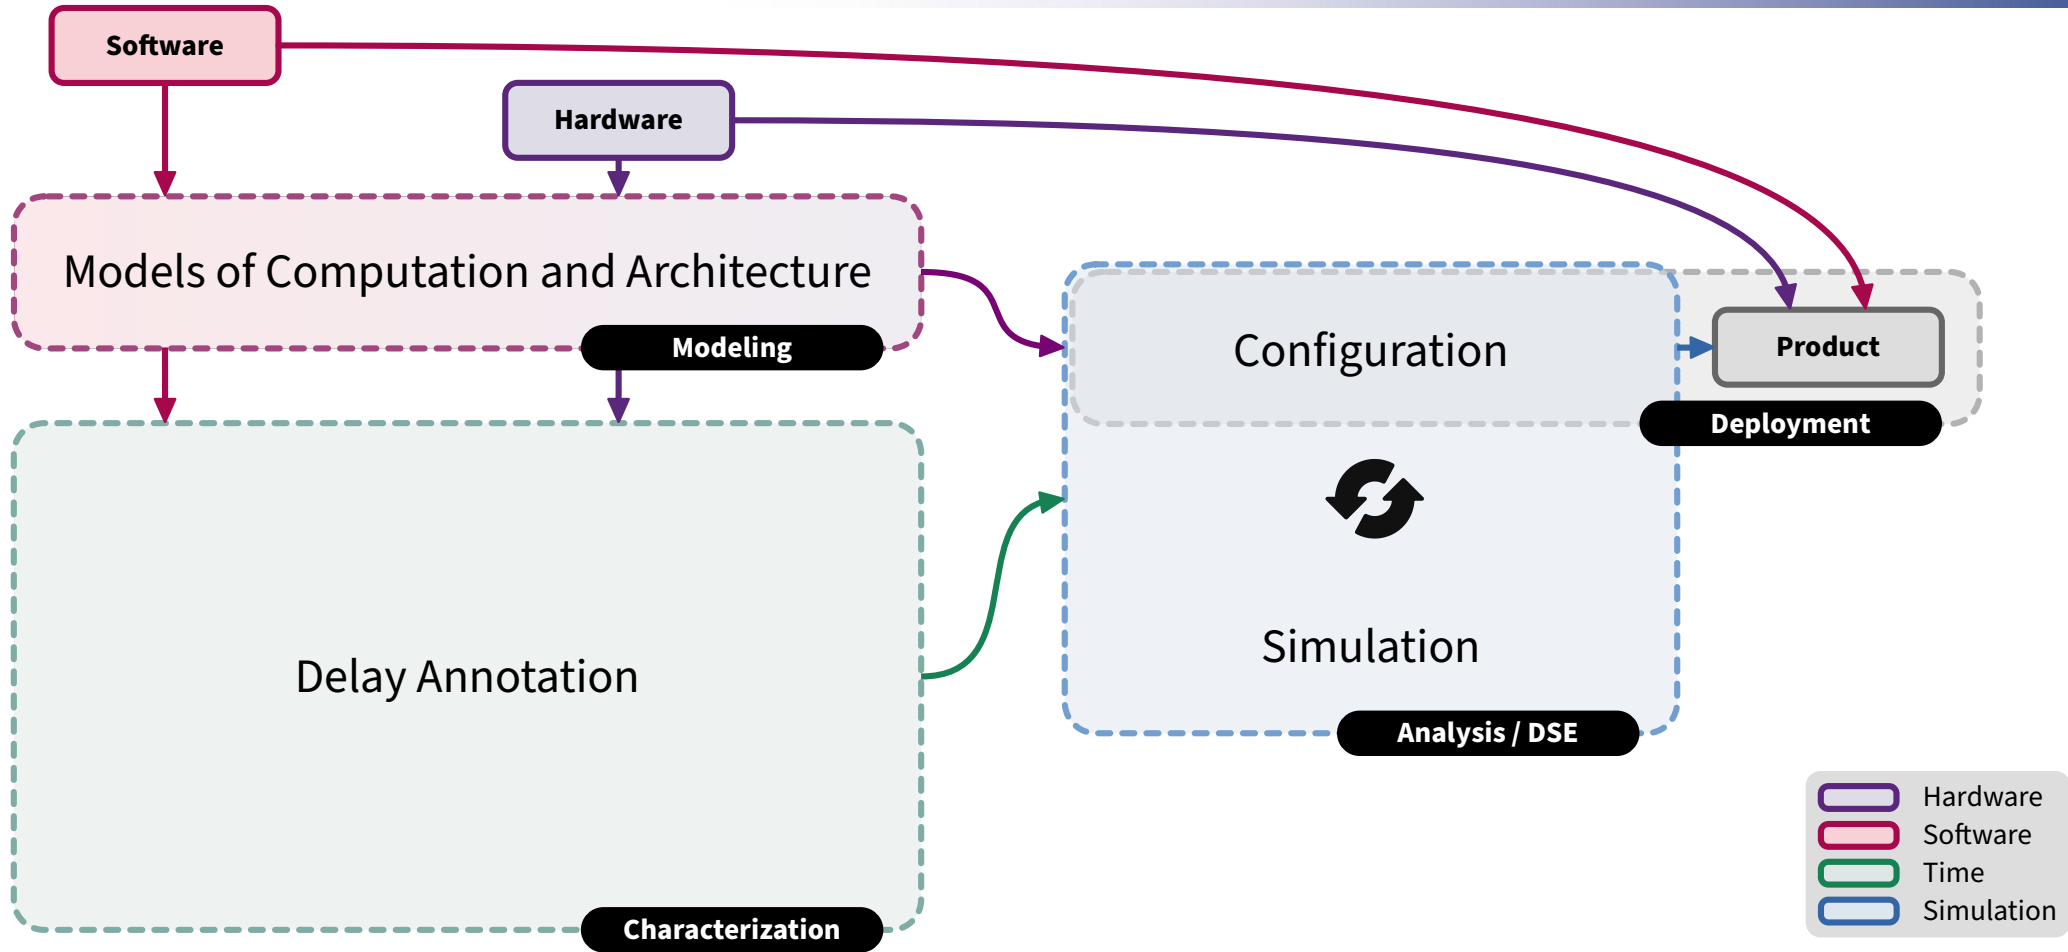 Software
Hardware
Models of Computation and Architecture
Modeling
Configuration
Product
Deployment
Delay Annotation
Simulation
Analysis / DSE
Characterization
Hardware
Software
Time
Simulation